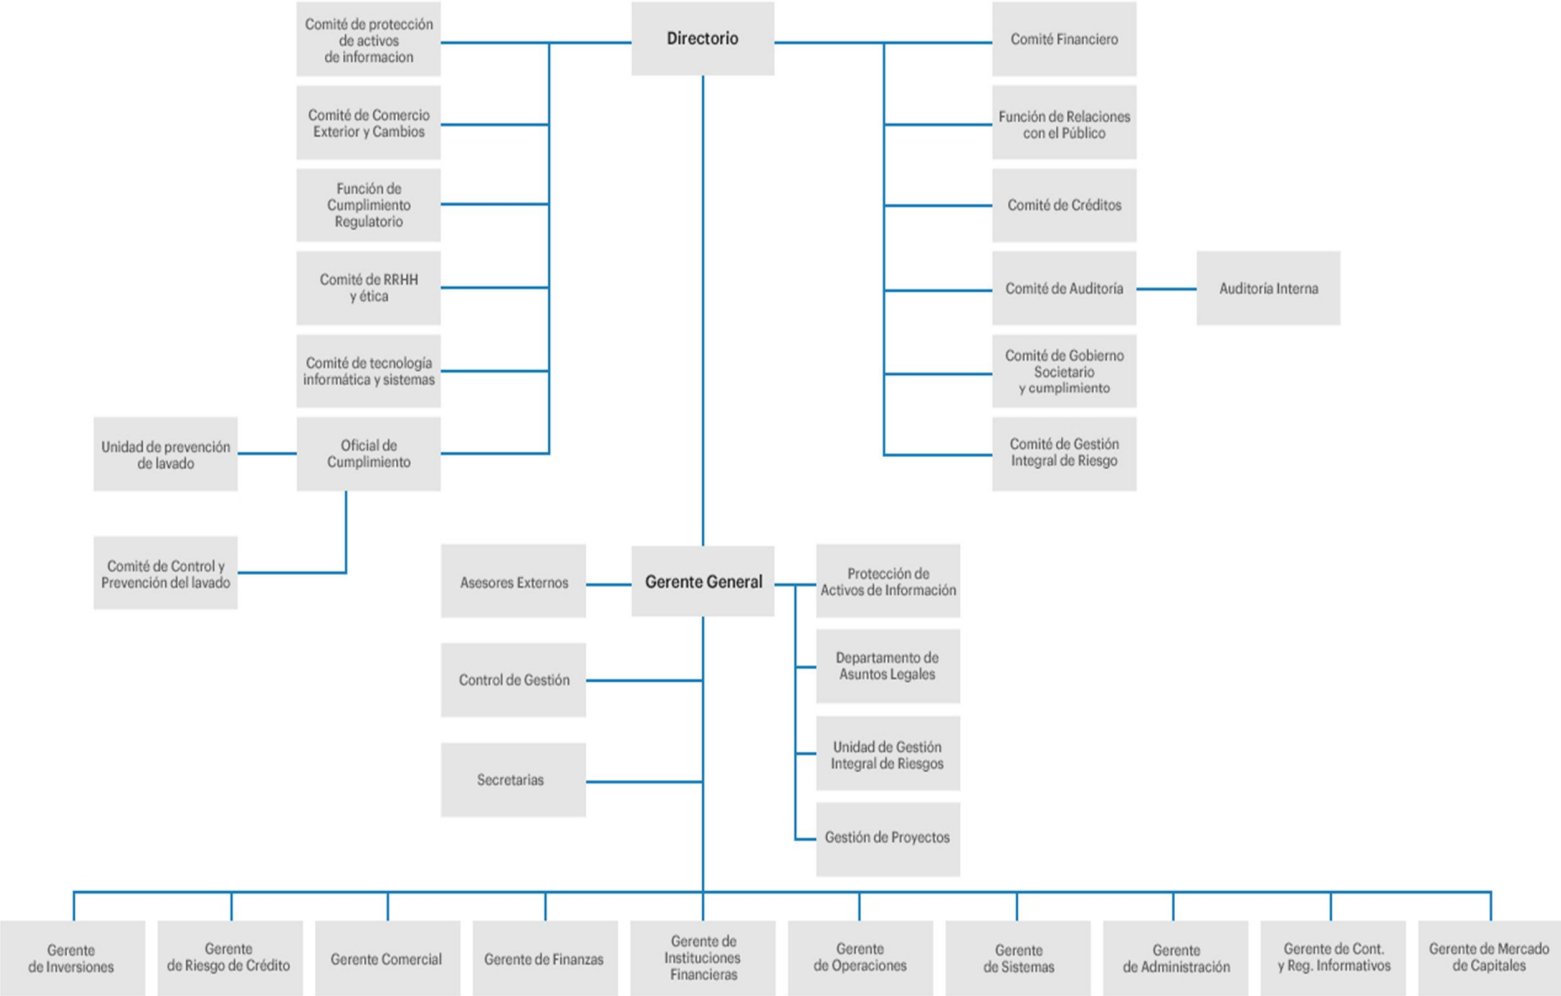 Comité de protección
de activos
de informacion
Directorio
Comité Financiero
Comité de Comercio
Exterior y Cambios
Función de Relaciones
con el Público
Función de
Cumplimiento
Regulatorio
Comité de Créditos
Comité de RRHH
y ética
Comité de Auditoría
Auditoría Interna
Comité de tecnología
informática y sistemas
Comité de Gobierno
Societario
y cumplimiento
Unidad de prevención
de lavado
Oficial de
Cumplimiento
Comité de Gestión
Integral de Riesgo
Comité de Control y
Prevención del lavado
Asesores Externos
Gerente General
Protección de
Activos de Información
Control de Gestión
Departamento de
Asuntos Legales
Secretarias
Unidad de Gestión
Integral de Riesgos
Gestión de Proyectos
Gerente
de Inversiones
Gerente
de Riesgo de Crédito
Gerente Comercial
Gerente de Finanzas
Gerente de
Instituciones
Financieras
Gerente
de Operaciones
Gerente
de Sistemas
Gerente
de Administración
Gerente de Cont.
y Reg. Informativos
Gerente de Mercado
de Capitales